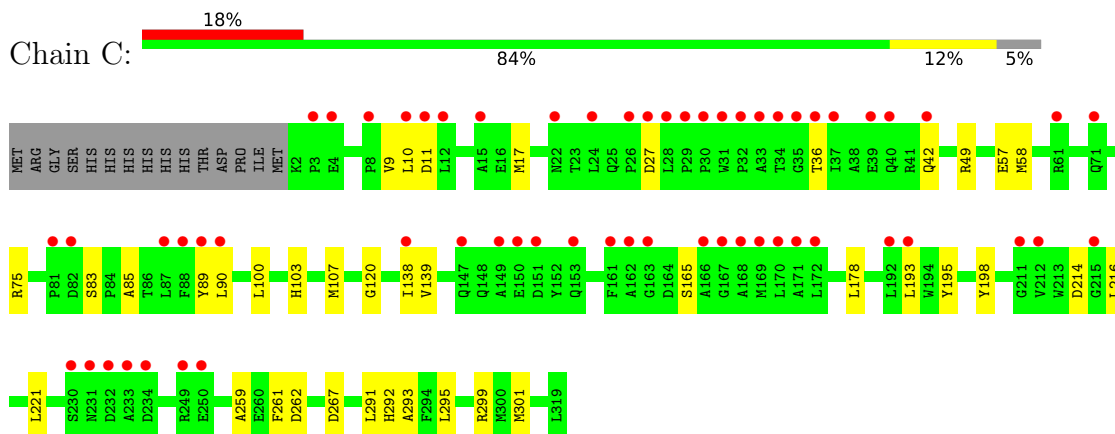 18%
Chain C:
84% 12% 5%
MET ARG GLY SER HIS HIS HIS HIS HIS HIS THR ASP PRO ILE MET K2 P3 E4 P8 V9 L10 D11 L12 A15 E16 M17 N22 T23 L24 Q25 P26 D27 L28 P29 P30 W31 P32 A33 T34 G35 T36 I37 A38 E39 Q40 R41 Q42 R49 E57 M58 R61 Q71
R75 P81 D82 S83 P84 A85 T86 L87 F88 Y89 L90 L100 H103 M107 G120 I138 V139 Q147 Q148 A149 E150 D151 Y152 Q153 F161 A162 G163 D164 S165 A166 G167 A168 M169 L170 A171 L172 L178 L192 L193 W194 Y195 Y198 G211 V212 W213 D214 G215 L216
L221 S230 N231 D232 A233 D234 R249 E250 A259 E260 F261 D262 D267 L291 H292 A293 F294 L295 R299 M300 M301 L319